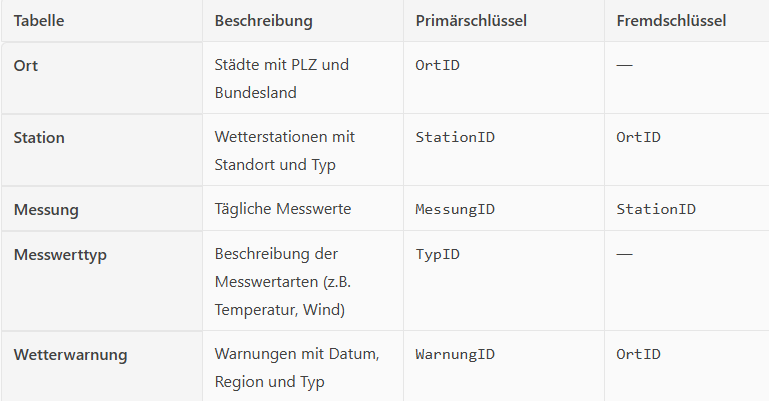 Tabelle Beschreibung Primärschlüssel Fremdschlüssel
Ort Städte mit PLZ und OrtID —
Bundesland
Station Wetterstationen mit StationID OrtID
Standort und Typ
Messung Tägliche Messwerte MessungID StationID
Messwerttyp Beschreibung der TypID —
Messwertarten (z.B.
Temperatur, Wind)
Wetterwarnung Warnungen mit Datum, WarnungID OrtID
Region und Typ